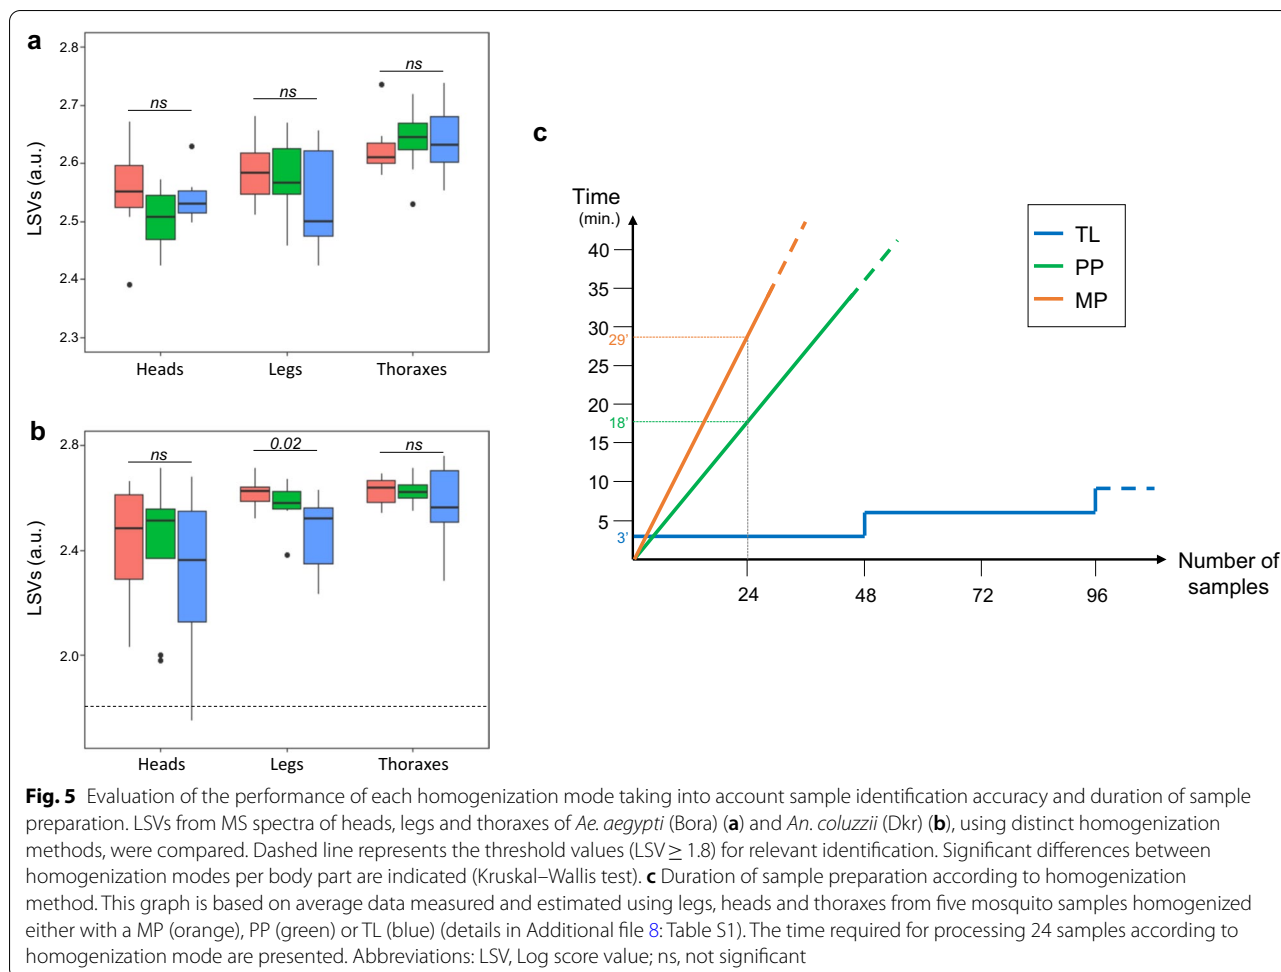 a
2.8
2.7
2.6
2.5
2.4
2.3
LSVs (a.u.)
ns
ns
ns
Heads
Legs
Thoraxes
b
2.8
2.4
2.0
LSVs (a.u.)
ns
0.02
ns
Heads
Legs
Thoraxes
c
Time
(min.)
40
35
30
29'
25
20
18'
15
10
5
3'
24
48
72
96
Number of
samples
TL
PP
MP
Fig. 5 Evaluation of the performance of each homogenization mode taking into account sample identification accuracy and duration of sample
preparation. LSVs from MS spectra of heads, legs and thoraxes of Ae. aegypti (Bora) (a) and An. coluzzii (Dkr) (b), using distinct homogenization
methods, were compared. Dashed line represents the threshold values (LSV ≥ 1.8) for relevant identification. Significant differences between
homogenization modes per body part are indicated (Kruskal–Wallis test). c Duration of sample preparation according to homogenization
method. This graph is based on average data measured and estimated using legs, heads and thoraxes from five mosquito samples homogenized
either with a MP (orange), PP (green) or TL (blue) (details in Additional file 8: Table S1). The time required for processing 24 samples according to
homogenization mode are presented. Abbreviations: LSV, Log score value; ns, not significant